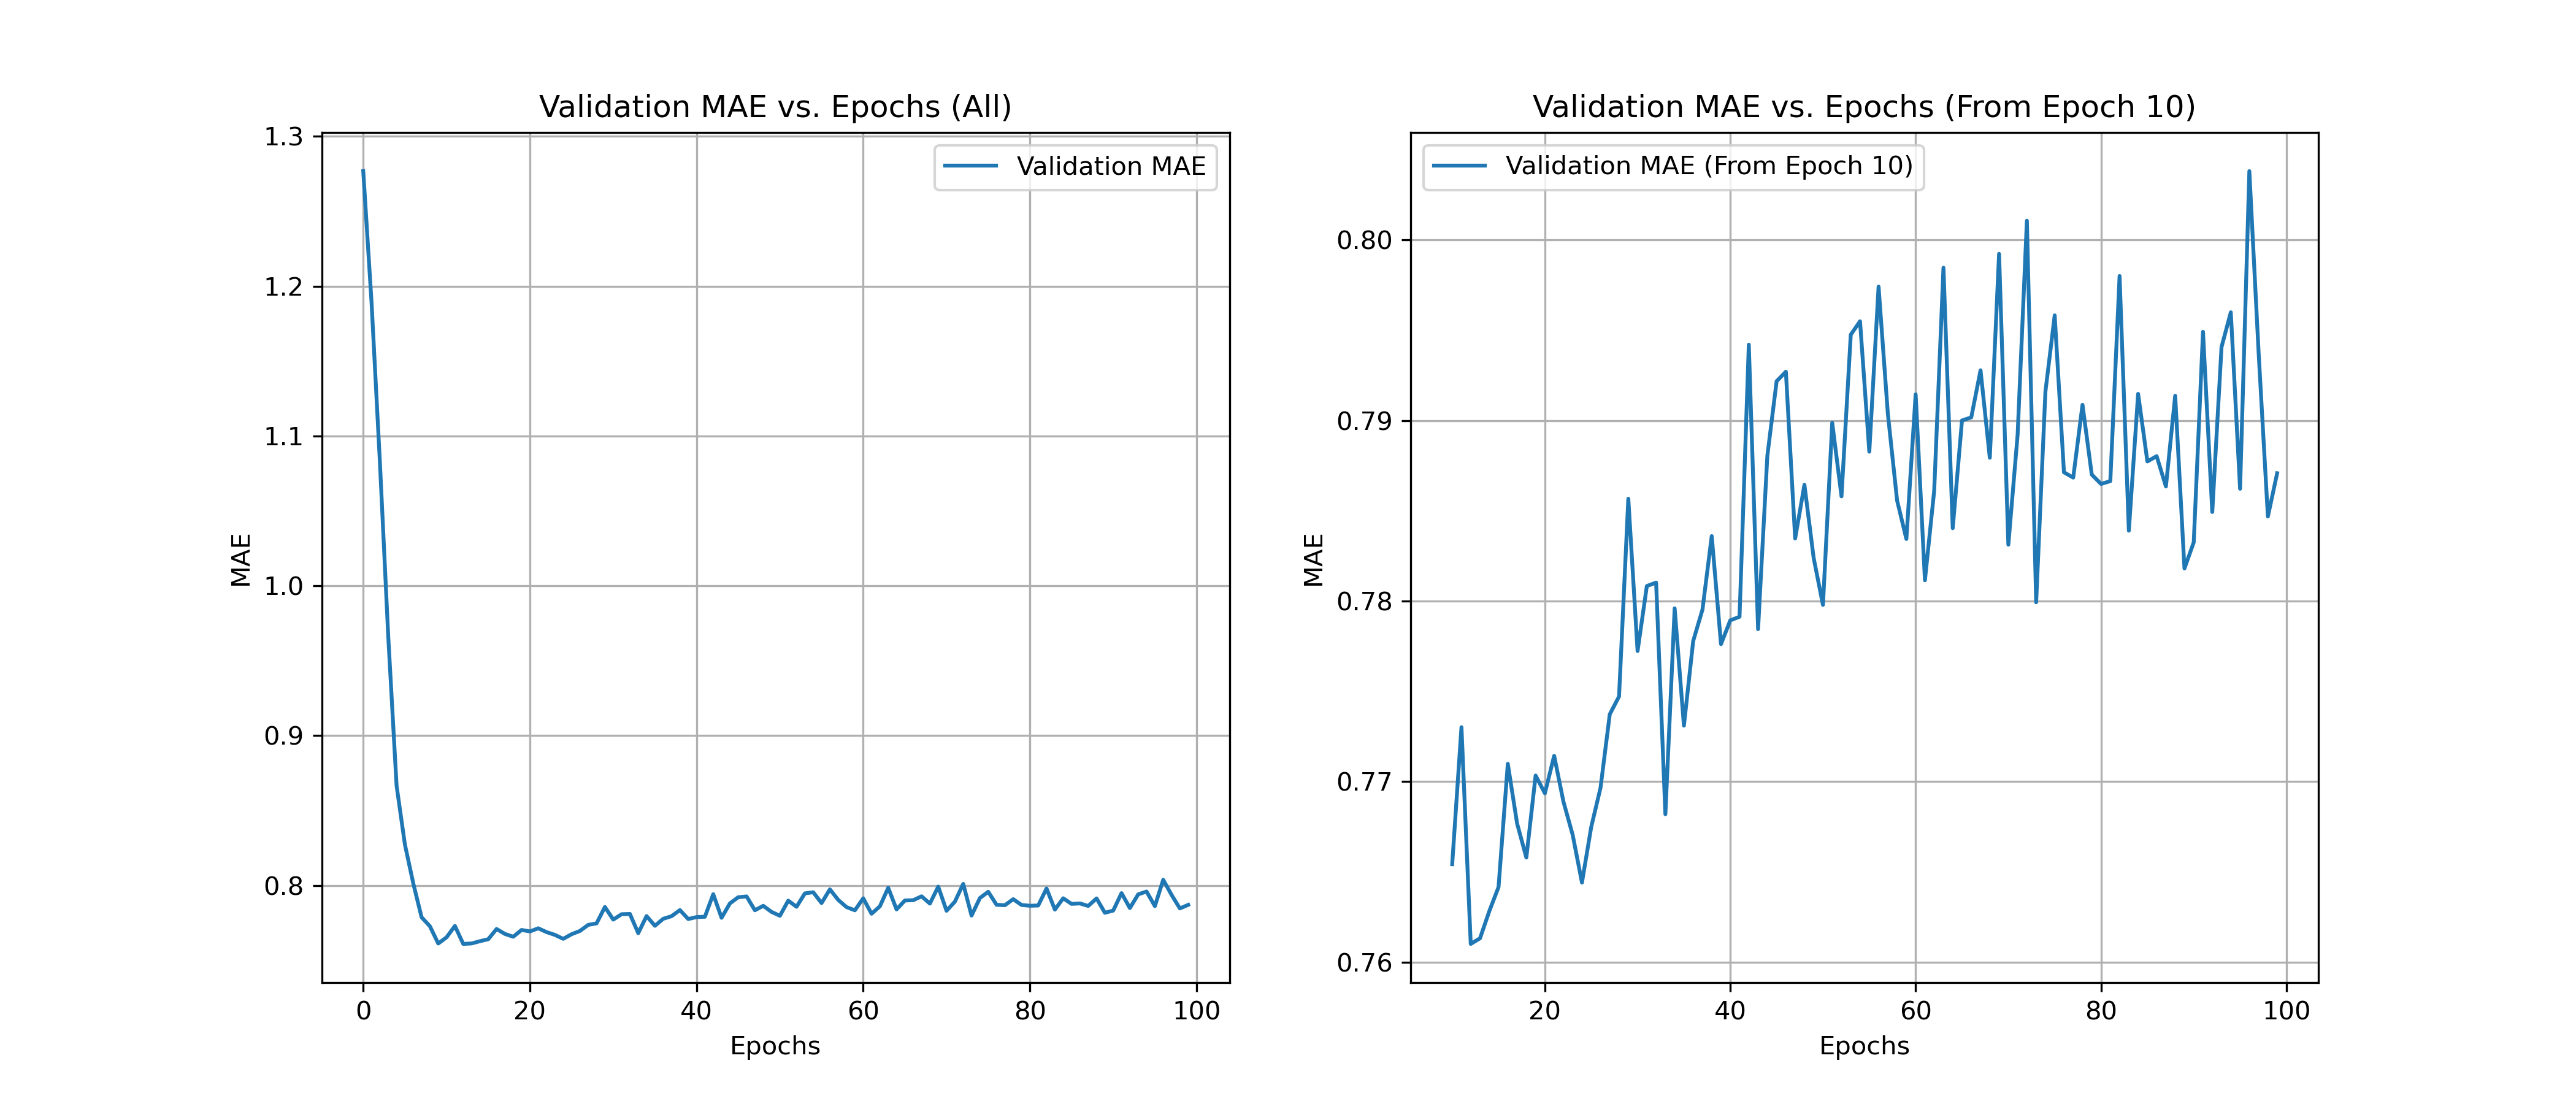 Validation MAE vs. Epochs (All)
1.3
1.2
1.1
1.0
0.9
0.8
MAE
Validation MAE
0
20
40
60
80
100
Epochs
Validation MAE vs. Epochs (From Epoch 10)
0.80
0.79
0.78
0.77
0.76
MAE
Validation MAE (From Epoch 10)
20
40
60
80
100
Epochs